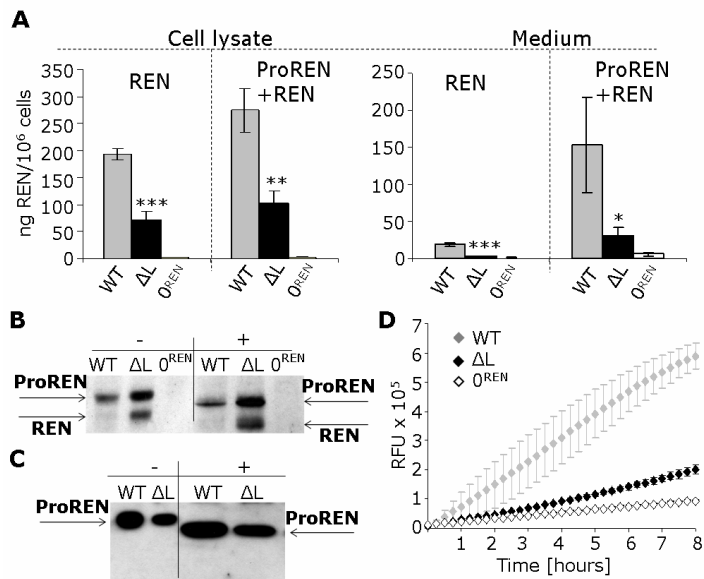 A
Cell lysate
Medium
REN
ProREN
+REN
REN
ProREN
+REN
ng REN/10⁶ cells
350
300
250
200
150
100
50
0
250
200
150
100
50
0
***
**
***
*
WT ΔL 0ᴿᴱᴺ WT ΔL 0ᴿᴱᴺ WT ΔL 0ᴿᴱᴺ WT ΔL 0ᴿᴱᴺ
B
- +
WT ΔL 0ᴿᴱᴺ WT ΔL 0ᴿᴱᴺ
ProREN ProREN
REN REN
C
- +
WT ΔL WT ΔL
ProREN ProREN
D
WT
ΔL
0ᴿᴱᴺ
RFU x 10⁵
7
6
5
4
3
2
1
0
1 2 3 4 5 6 7 8
Time [hours]